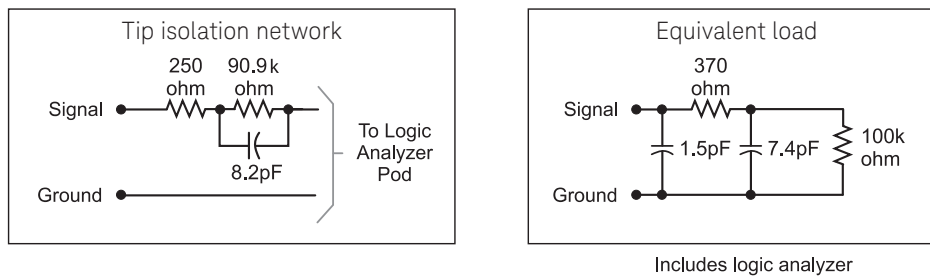 Tip isolation network
250
ohm
90.9k
ohm
Signal
8.2pF
Ground
To Logic
Analyzer
Pod
Equivalent load
370
ohm
Signal
1.5pF
7.4pF
100k
ohm
Ground
Includes logic analyzer